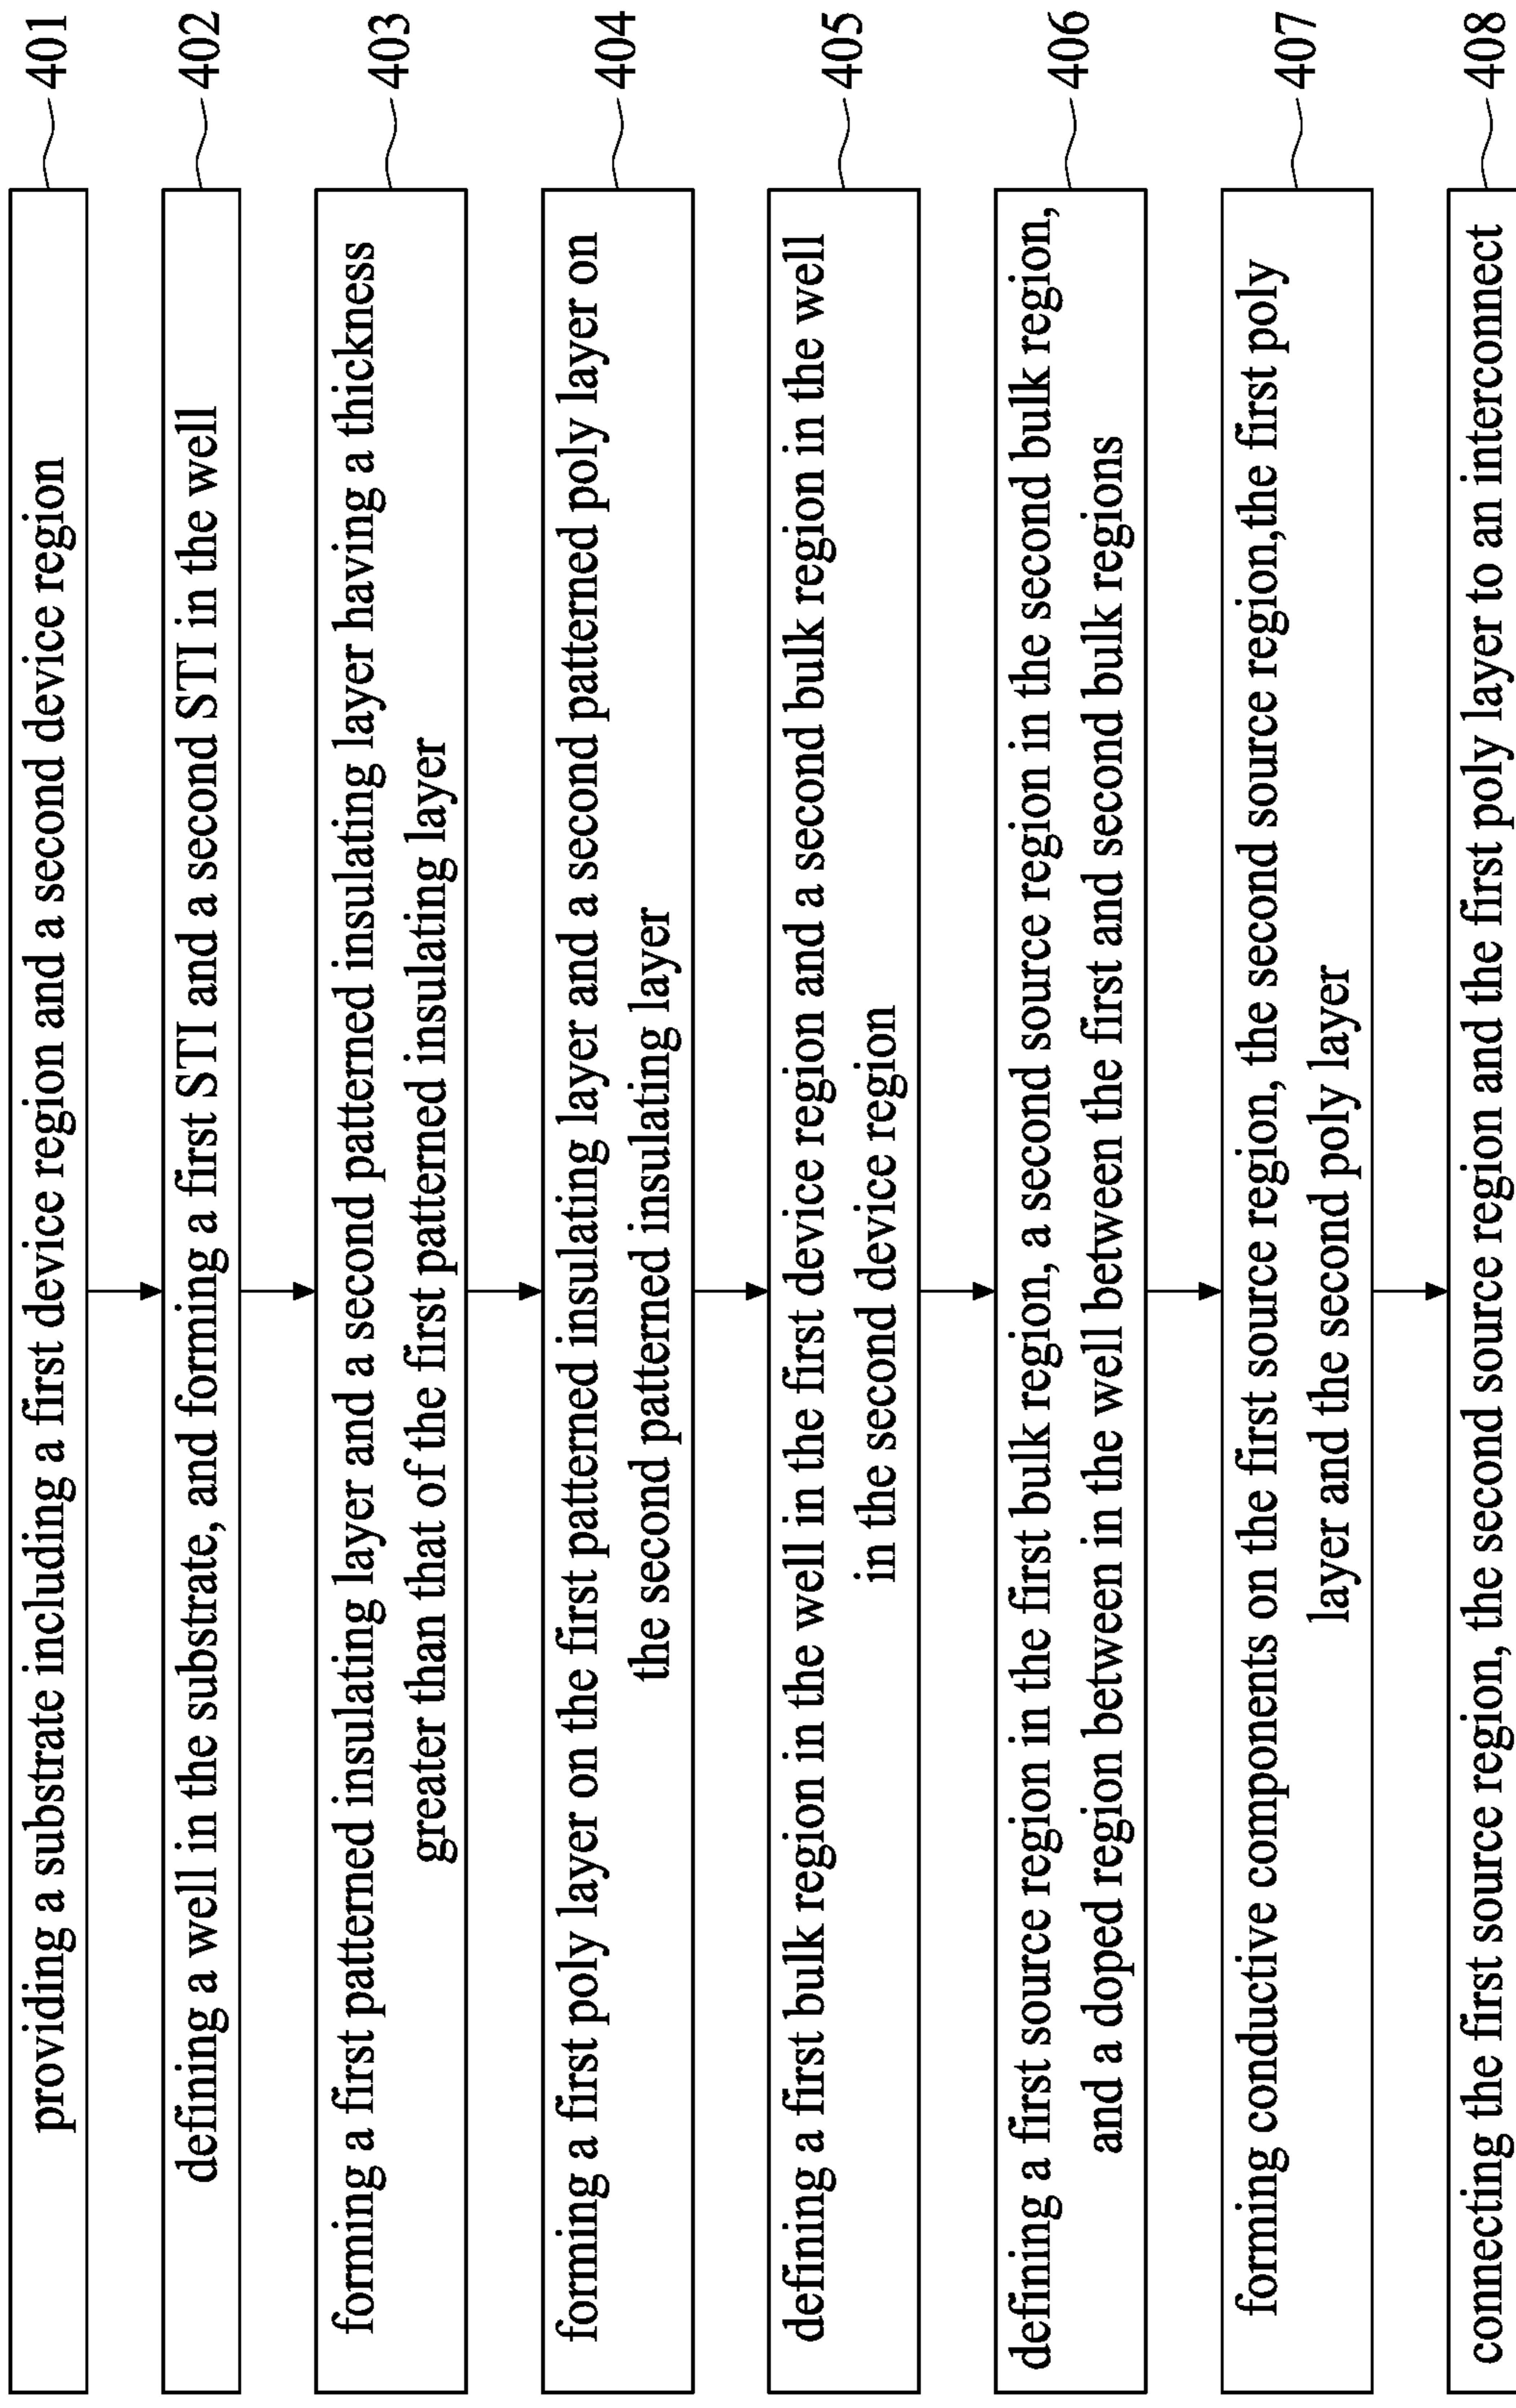 providing a substrate including a first device region and a second device region
401
defining a well in the substrate, and forming a first STI and a second STI in the well
402
forming a first patterned insulating layer and a second patterned insulating layer having a thickness
greater than that of the first patterned insulating layer
403
forming a first poly layer on the first patterned insulating layer and a second patterned poly layer on
the second patterned insulating layer
404
defining a first bulk region in the well in the first device region and a second bulk region in the well
in the second device region
405
defining a first source region in the first bulk region, a second source region in the second bulk region,
and a doped region between in the well between the first and second bulk regions
406
forming conductive components on the first source region, the second source region,the first poly
layer and the second poly layer
407
connecting the first source region, the second source region and the first poly layer to an interconnect
408